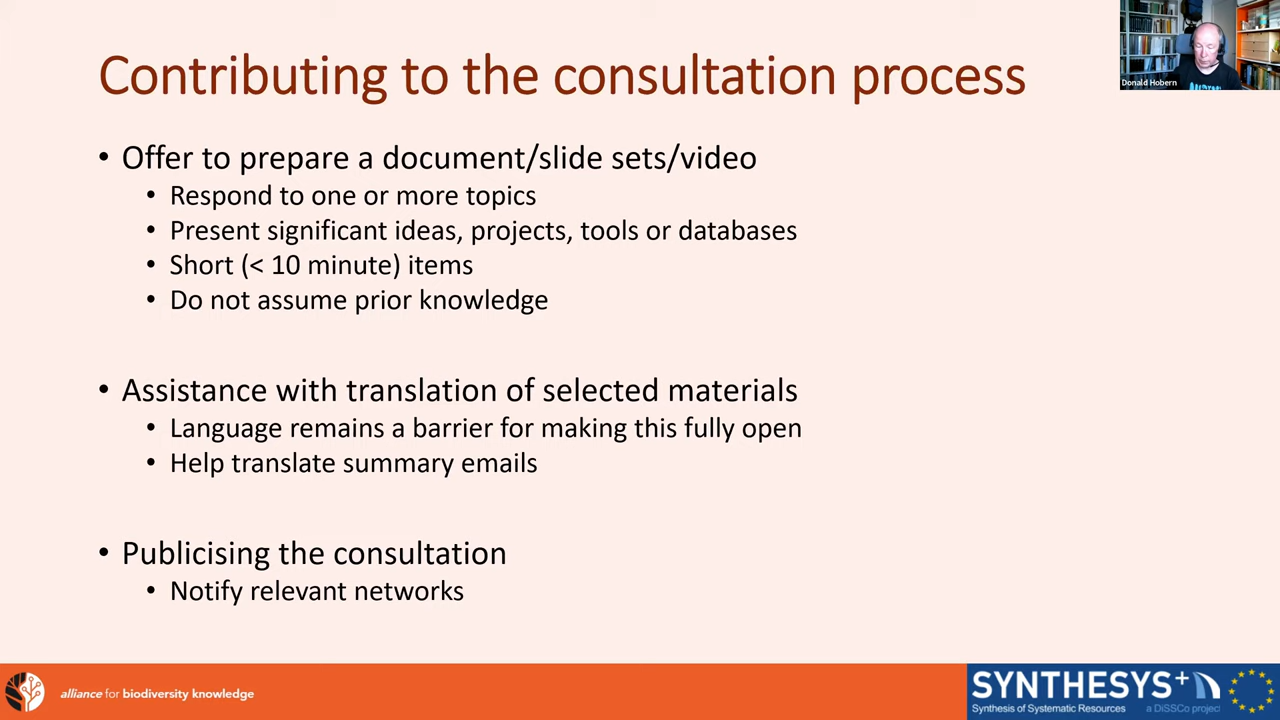 Contributing to the consultation process
Donald Hobern
• Offer to prepare a document/slide sets/video
• Respond to one or more topics
• Present significant ideas, projects, tools or databases
• Short (< 10 minute) items
• Do not assume prior knowledge
• Assistance with translation of selected materials
• Language remains a barrier for making this fully open
• Help translate summary emails
• Publicising the consultation
• Notify relevant networks
alliance for biodiversity knowledge
SYNTHESYS+
Synthesis of Systematic Resources
a DiSSCo project